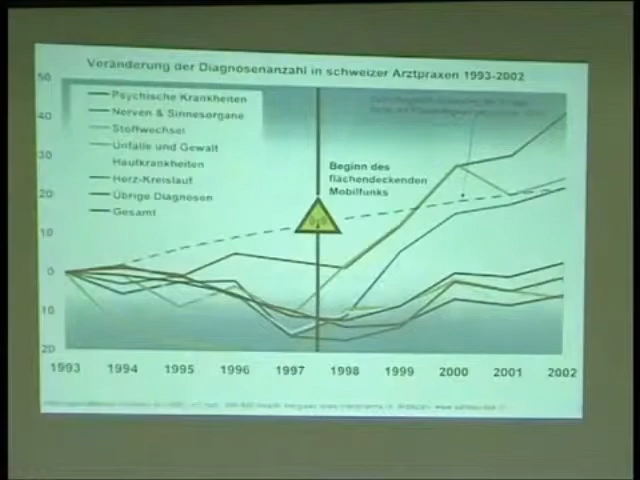 Veränderung der Diagnosenanzahl in schweizer Arztpraxen 1993-2002
50
40
30
20
10
0
10
20
Psychische Krankheiten
Nerven & Sinnesorgane
Stoffwechsel
Unfälle und Gewalt
Hautkrankheiten
Herz-Kreislauf
Übrige Diagnosen
Gesamt
Beginn des
flächendeckenden
Mobilfunks
1993 1994 1995 1996 1997 1998 1999 2000 2001 2002